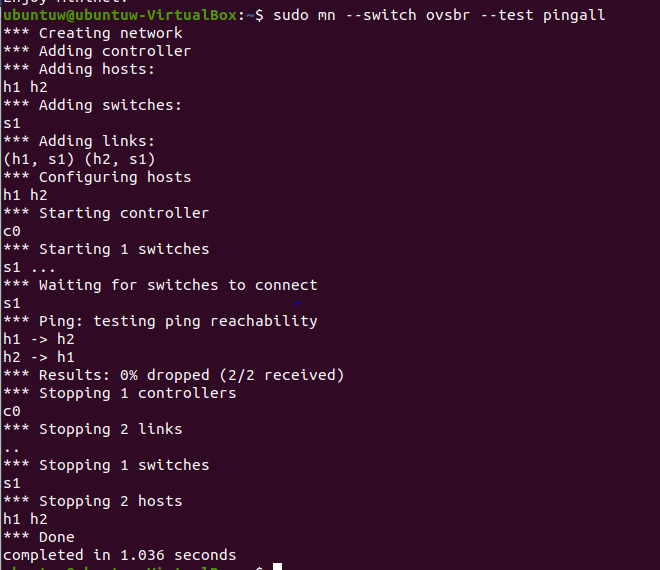 ubuntuw@ubuntuw-VirtualBox:~$ sudo mn --switch ovsbr --test pingall
*** Creating network
*** Adding controller
*** Adding hosts:
h1 h2
*** Adding switches:
s1
*** Adding links:
(h1, s1) (h2, s1)
*** Configuring hosts
h1 h2
*** Starting controller
c0
*** Starting 1 switches
s1 ...
*** Waiting for switches to connect
s1
*** Ping: testing ping reachability
h1 -> h2
h2 -> h1
*** Results: 0% dropped (2/2 received)
*** Stopping 1 controllers
c0
*** Stopping 2 links
..
*** Stopping 1 switches
s1
*** Stopping 2 hosts
h1 h2
*** Done
completed in 1.036 seconds